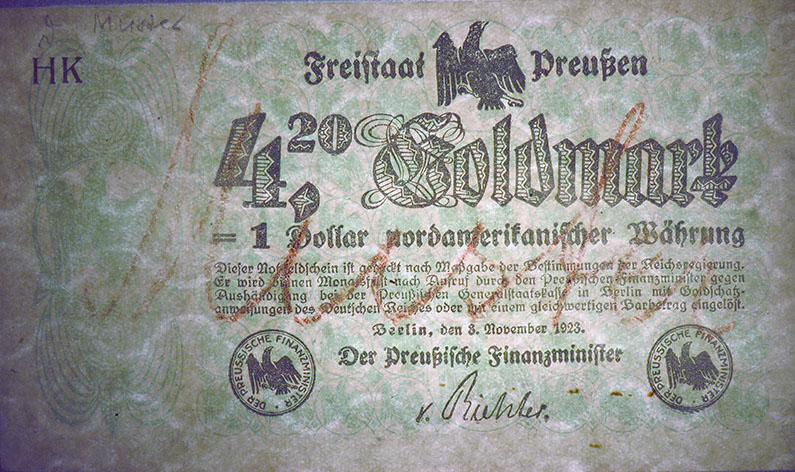 Muster
HK
Freistaat Preußen
4,20 Goldmark
= 1 Dollar nordamerikanischer Währung
Dieser Notgeldschein ist gedeckt nach Maßgabe der Bestimmungen der Reichsregierung.
Er wird binnen Monatsfrist nach Aufruf durch den Preußischen Finanzminister gegen
Aushändigung bei der Preußischen Generalstaatskasse in Berlin mit Goldschatz-
anweisungen des Deutschen Reiches oder mit einem gleichwertigen Barbetrag eingelöst.
Berlin, den 3. November 1923.
Der Preußische Finanzminister
v. Richter.
DER PREUSSISCHE FINANZMINISTER
DER PREUSSISCHE FINANZMINISTER